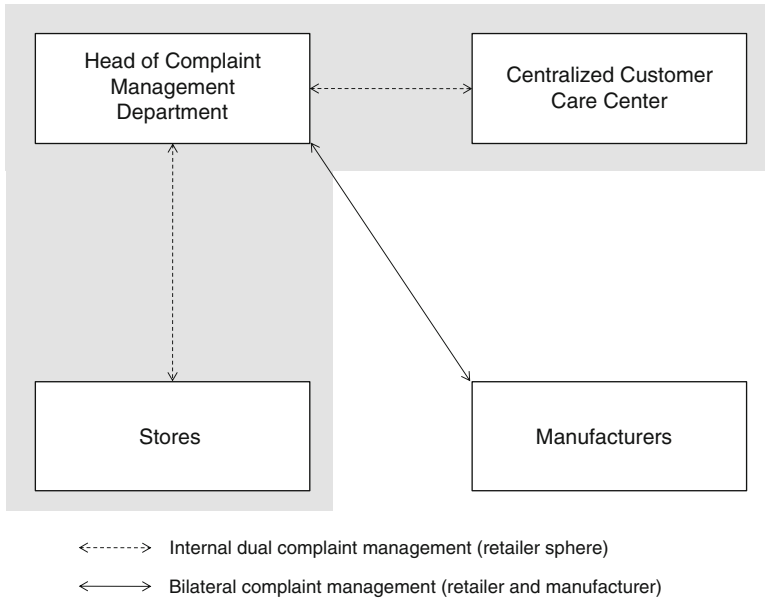 Head of Complaint
Management
Department
Centralized Customer
Care Center
Stores
Manufacturers
Internal dual complaint management (retailer sphere)
Bilateral complaint management (retailer and manufacturer)